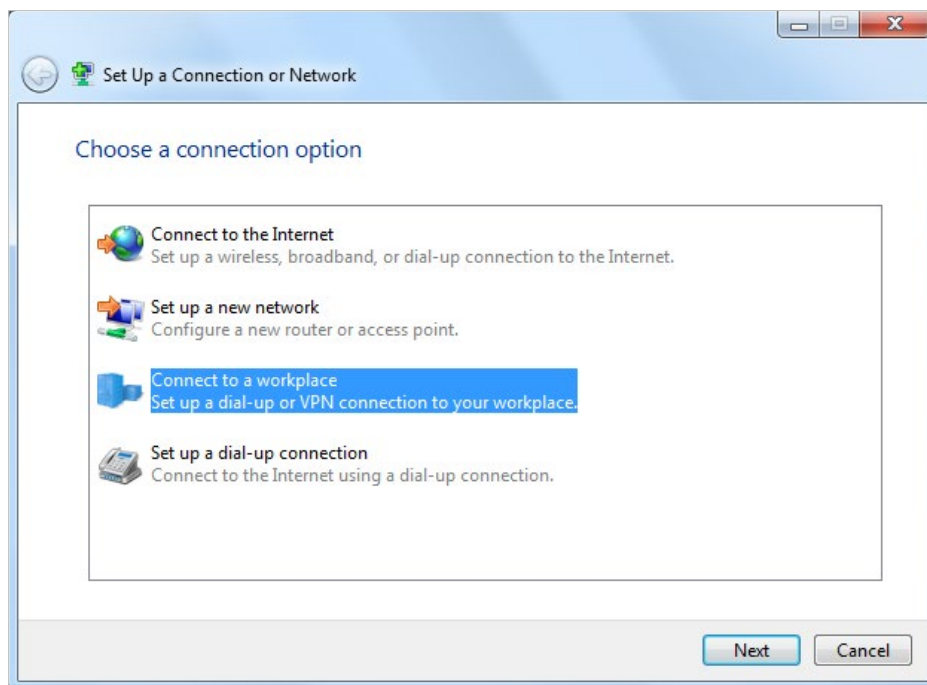 Set Up a Connection or Network
Choose a connection option
Connect to the Internet
Set up a wireless, broadband, or dial-up connection to the Internet.
Set up a new network
Configure a new router or access point.
Connect to a workplace
Set up a dial-up or VPN connection to your workplace.
Set up a dial-up connection
Connect to the Internet using a dial-up connection.
Next Cancel